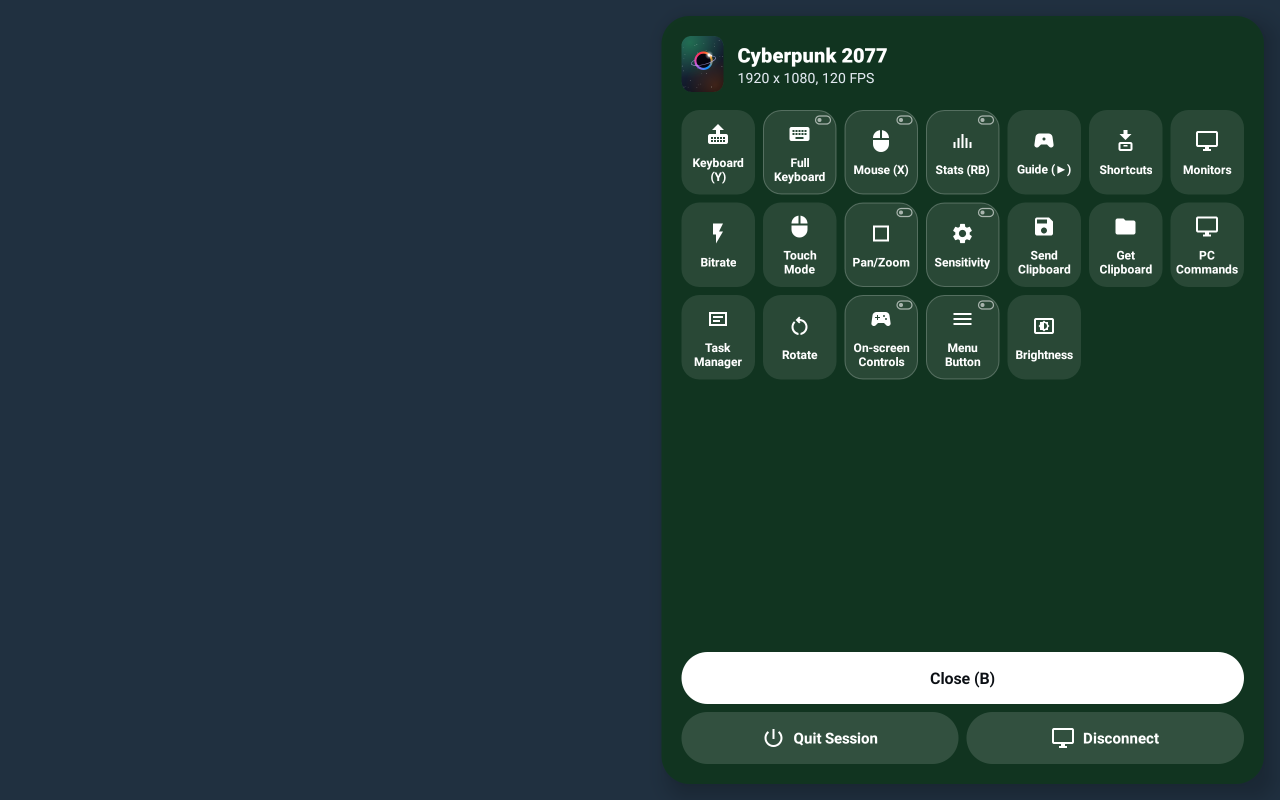 Cyberpunk 2077
1920 x 1080, 120 FPS
Keyboard
(Y)
Full
Keyboard
Mouse (X)
Stats (RB)
Guide (►)
Shortcuts
Monitors
Bitrate
Touch
Mode
Pan/Zoom
Sensitivity
Send
Clipboard
Get
Clipboard
PC
Commands
Task
Manager
Rotate
On-screen
Controls
Menu
Button
Brightness
Close (B)
Quit Session
Disconnect